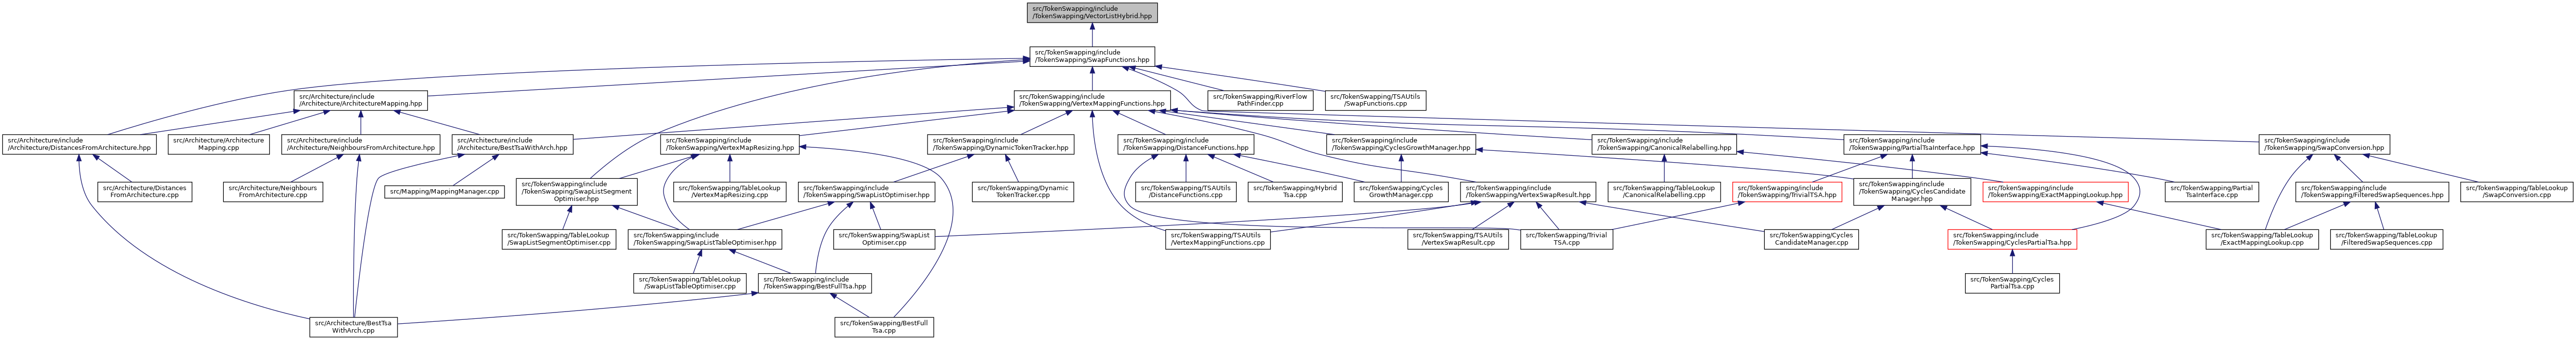 src/TokenSwapping/include
/TokenSwapping/VectorListHybrid.hpp
src/TokenSwapping/include
/TokenSwapping/SwapFunctions.hpp
src/Architecture/include
/Architecture/ArchitectureMapping.hpp
src/TokenSwapping/include
/TokenSwapping/VertexMappingFunctions.hpp
src/TokenSwapping/RiverFlow
PathFinder.cpp
src/TokenSwapping/TSAUtils
/SwapFunctions.cpp
src/Architecture/include
/Architecture/DistancesFromArchitecture.hpp
src/Architecture/Architecture
Mapping.cpp
src/Architecture/include
/Architecture/NeighboursFromArchitecture.hpp
src/Architecture/include
/Architecture/BestTsaWithArch.hpp
src/TokenSwapping/include
/TokenSwapping/VertexMapResizing.hpp
src/TokenSwapping/include
/TokenSwapping/DynamicTokenTracker.hpp
src/TokenSwapping/include
/TokenSwapping/DistanceFunctions.hpp
src/TokenSwapping/include
/TokenSwapping/CyclesGrowthManager.hpp
src/TokenSwapping/include
/TokenSwapping/CanonicalRelabelling.hpp
src/TokenSwapping/include
/TokenSwapping/PartialTsaInterface.hpp
src/TokenSwapping/include
/TokenSwapping/SwapConversion.hpp
src/Architecture/Distances
FromArchitecture.cpp
src/Architecture/Neighbours
FromArchitecture.cpp
src/Mapping/MappingManager.cpp
src/TokenSwapping/include
/TokenSwapping/SwapListSegment
Optimiser.hpp
src/TokenSwapping/TableLookup
/VertexMapResizing.cpp
src/TokenSwapping/include
/TokenSwapping/SwapListOptimiser.hpp
src/TokenSwapping/Dynamic
TokenTracker.cpp
src/TokenSwapping/TSAUtils
/DistanceFunctions.cpp
src/TokenSwapping/Hybrid
Tsa.cpp
src/TokenSwapping/Cycles
GrowthManager.cpp
src/TokenSwapping/include
/TokenSwapping/VertexSwapResult.hpp
src/TokenSwapping/TableLookup
/CanonicalRelabelling.cpp
src/TokenSwapping/include
/TokenSwapping/TrivialTSA.hpp
src/TokenSwapping/include
/TokenSwapping/CyclesCandidate
Manager.hpp
src/TokenSwapping/include
/TokenSwapping/ExactMappingLookup.hpp
src/TokenSwapping/Partial
TsaInterface.cpp
src/TokenSwapping/include
/TokenSwapping/FilteredSwapSequences.hpp
src/TokenSwapping/TableLookup
/SwapConversion.cpp
src/TokenSwapping/TableLookup
/SwapListSegmentOptimiser.cpp
src/TokenSwapping/include
/TokenSwapping/SwapListTableOptimiser.hpp
src/TokenSwapping/SwapList
Optimiser.cpp
src/TokenSwapping/TSAUtils
/VertexMappingFunctions.cpp
src/TokenSwapping/TSAUtils
/VertexSwapResult.cpp
src/TokenSwapping/Trivial
TSA.cpp
src/TokenSwapping/Cycles
CandidateManager.cpp
src/TokenSwapping/include
/TokenSwapping/CyclesPartialTsa.hpp
src/TokenSwapping/TableLookup
/ExactMappingLookup.cpp
src/TokenSwapping/TableLookup
/FilteredSwapSequences.cpp
src/TokenSwapping/TableLookup
/SwapListTableOptimiser.cpp
src/TokenSwapping/include
/TokenSwapping/BestFullTsa.hpp
src/TokenSwapping/Cycles
PartialTsa.cpp
src/Architecture/BestTsa
WithArch.cpp
src/TokenSwapping/BestFull
Tsa.cpp